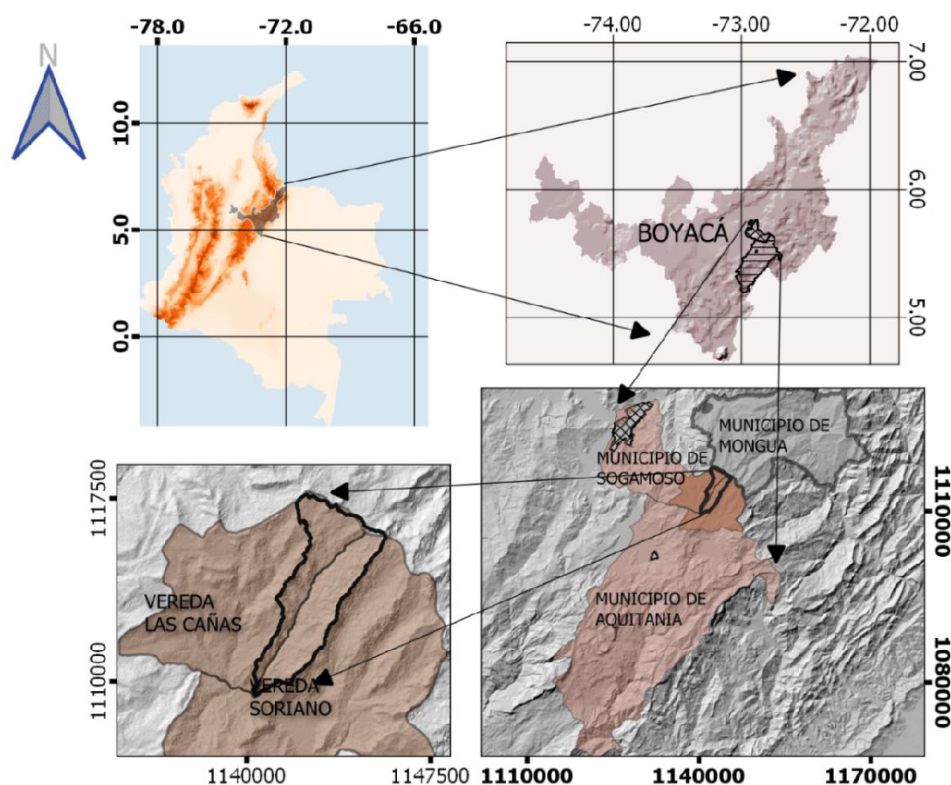 N
-78.0 -72.0 -66.0
10.0
5.0
0.0
-74.00 -73.00 -72.00
7.00
6.00
5.00
BOYACÁ
MUNICIPIO DE
MONGUA
MUNICIPIO DE
SOGAMOSO
MUNICIPIO DE
AQUITANIA
1110000
1080000
1110000 1140000 1170000
1117500
1110000
VEREDA
LAS CAÑAS
VEREDA
SORIANO
1140000 1147500